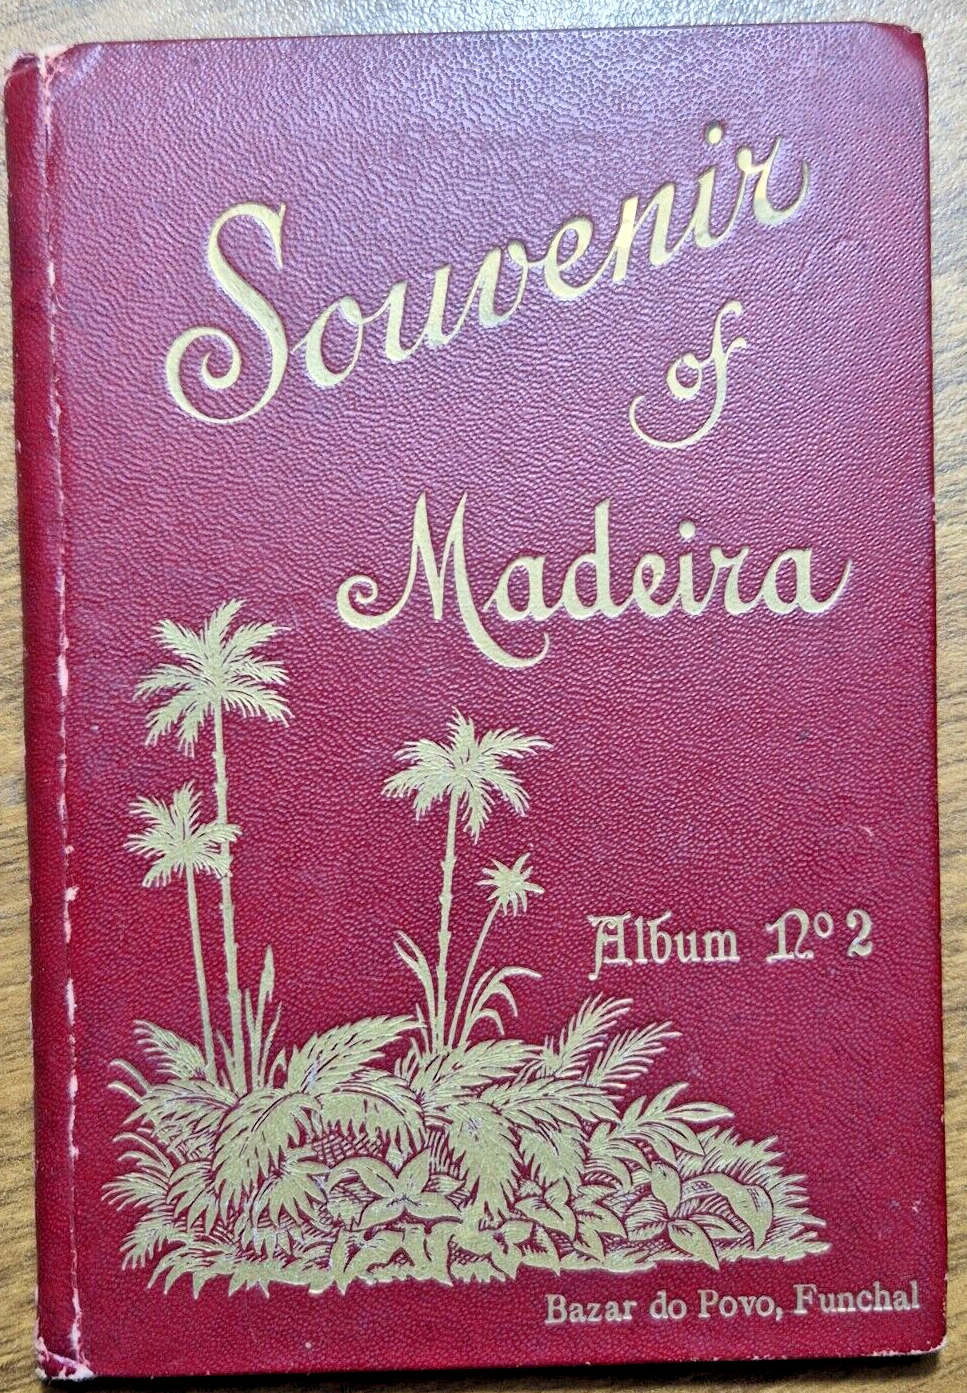 Souvenir
of
Madeira
Album Nº 2
Bazar do Povo, Funchal